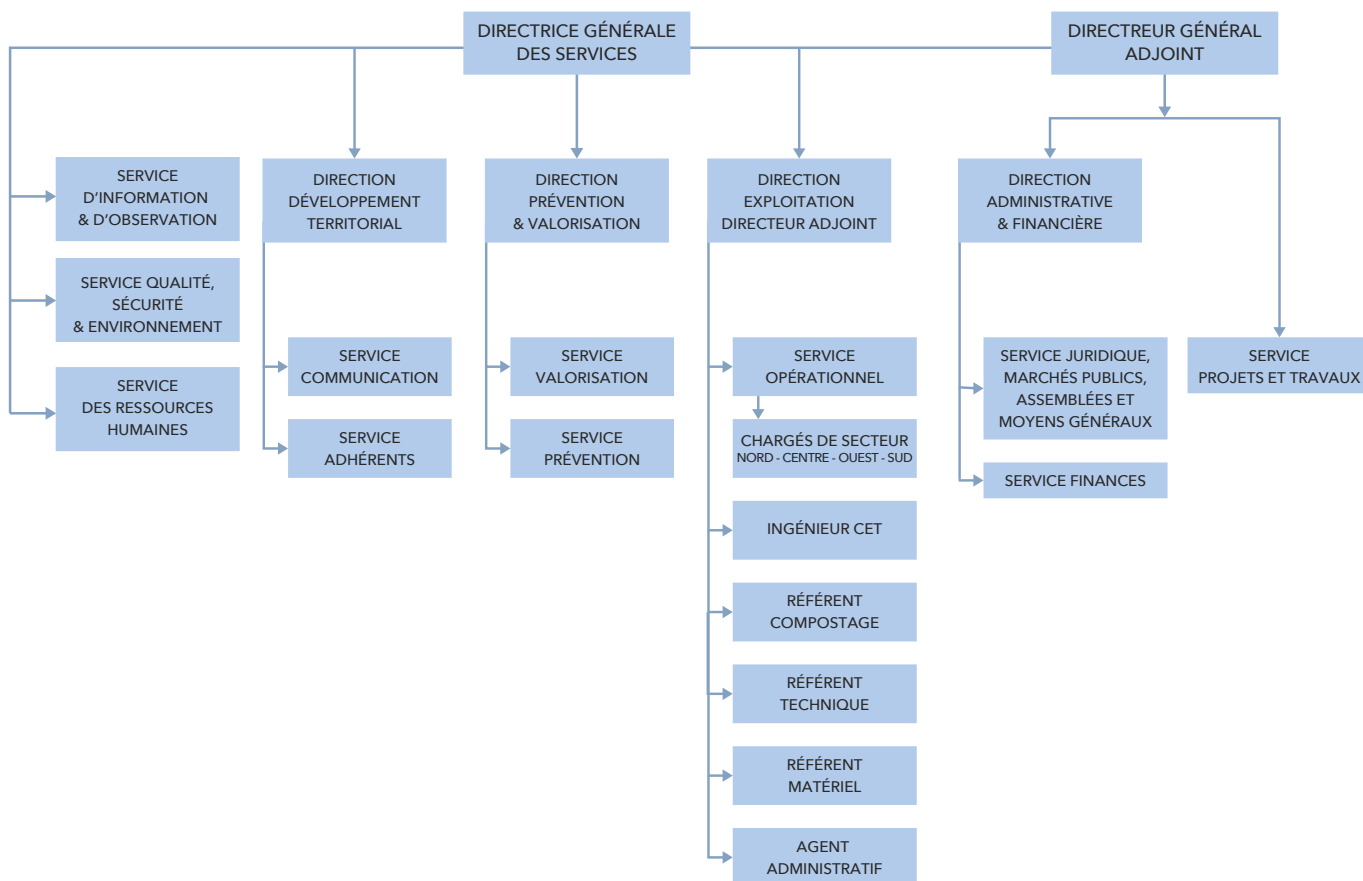 DIRECTRICE GÉNÉRALE
DES SERVICES
DIRECTREUR GÉNÉRAL
ADJOINT
SERVICE
D'INFORMATION
& D'OBSERVATION
SERVICE QUALITÉ,
SÉCURITÉ
& ENVIRONNEMENT
SERVICE
DES RESSOURCES
HUMAINES
DIRECTION
DÉVELOPPEMENT
TERRITORIAL
SERVICE
COMMUNICATION
SERVICE
ADHÉRENTS
DIRECTION
PRÉVENTION
& VALORISATION
SERVICE
VALORISATION
SERVICE
PRÉVENTION
DIRECTION
EXPLOITATION
DIRECTEUR ADJOINT
SERVICE
OPÉRATIONNEL
CHARGÉS DE SECTEUR
NORD - CENTRE - OUEST - SUD
INGÉNIEUR CET
RÉFÉRENT
COMPOSTAGE
RÉFÉRENT
TECHNIQUE
RÉFÉRENT
MATÉRIEL
AGENT
ADMINISTRATIF
DIRECTION
ADMINISTRATIVE
& FINANCIÈRE
SERVICE JURIDIQUE,
MARCHÉS PUBLICS,
ASSEMBLÉES ET
MOYENS GÉNÉRAUX
SERVICE FINANCES
SERVICE
PROJETS ET TRAVAUX